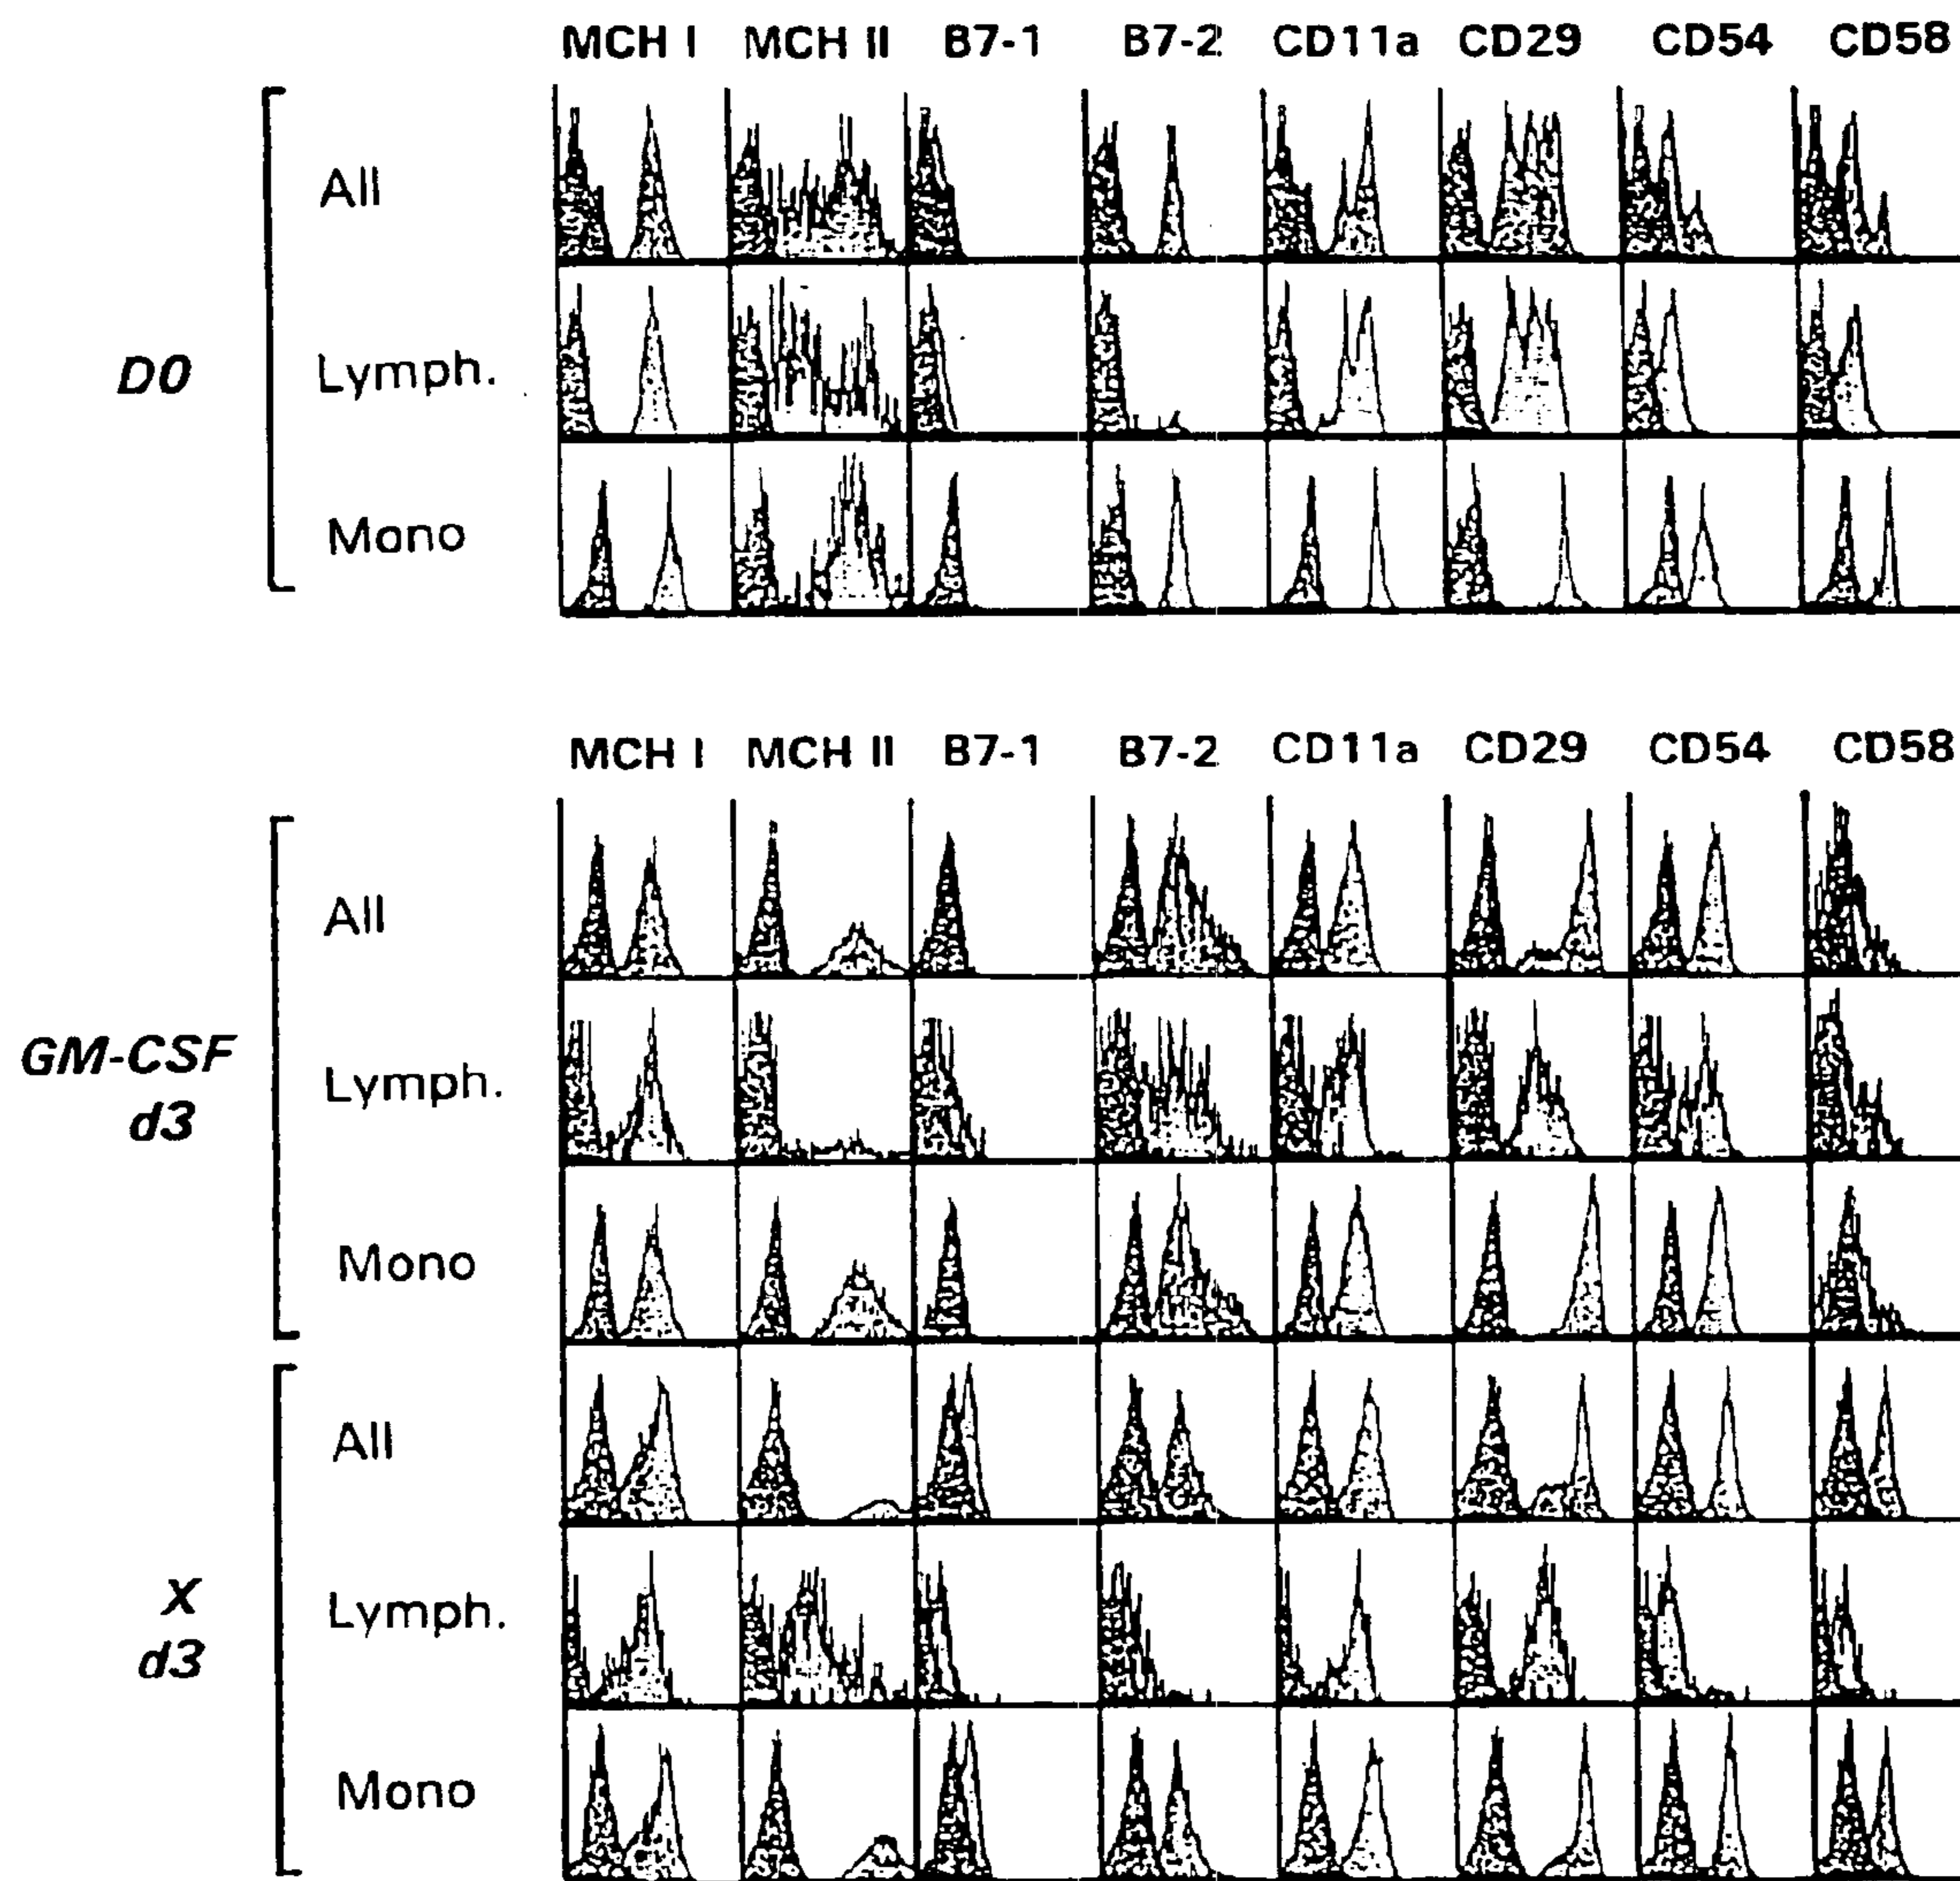 MCH I MCH II B7-1 B7-2 CD11a CD29 CD54 CD58
All
D0
Lymph.
Mono
MCH I MCH II B7-1 B7-2 CD11a CD29 CD54 CD58
All
GM-CSF
d3
Lymph.
Mono
All
X
d3
Lymph.
Mono